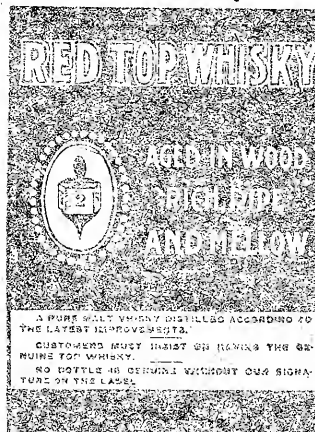 RED TOP WHISKY
2
AGED IN WOOD
RICH, RIPE
AND MELLOW
A PURE MALT WHISKY DISTILLED ACCORDING TO
THE LATEST IMPROVEMENTS.
CUSTOMERS MUST INSIST ON HAVING THE GE-
NUINE TOP WHISKY.
NO BOTTLE IS GENUINE WITHOUT OUR SIGNA-
TURE ON THE LABEL